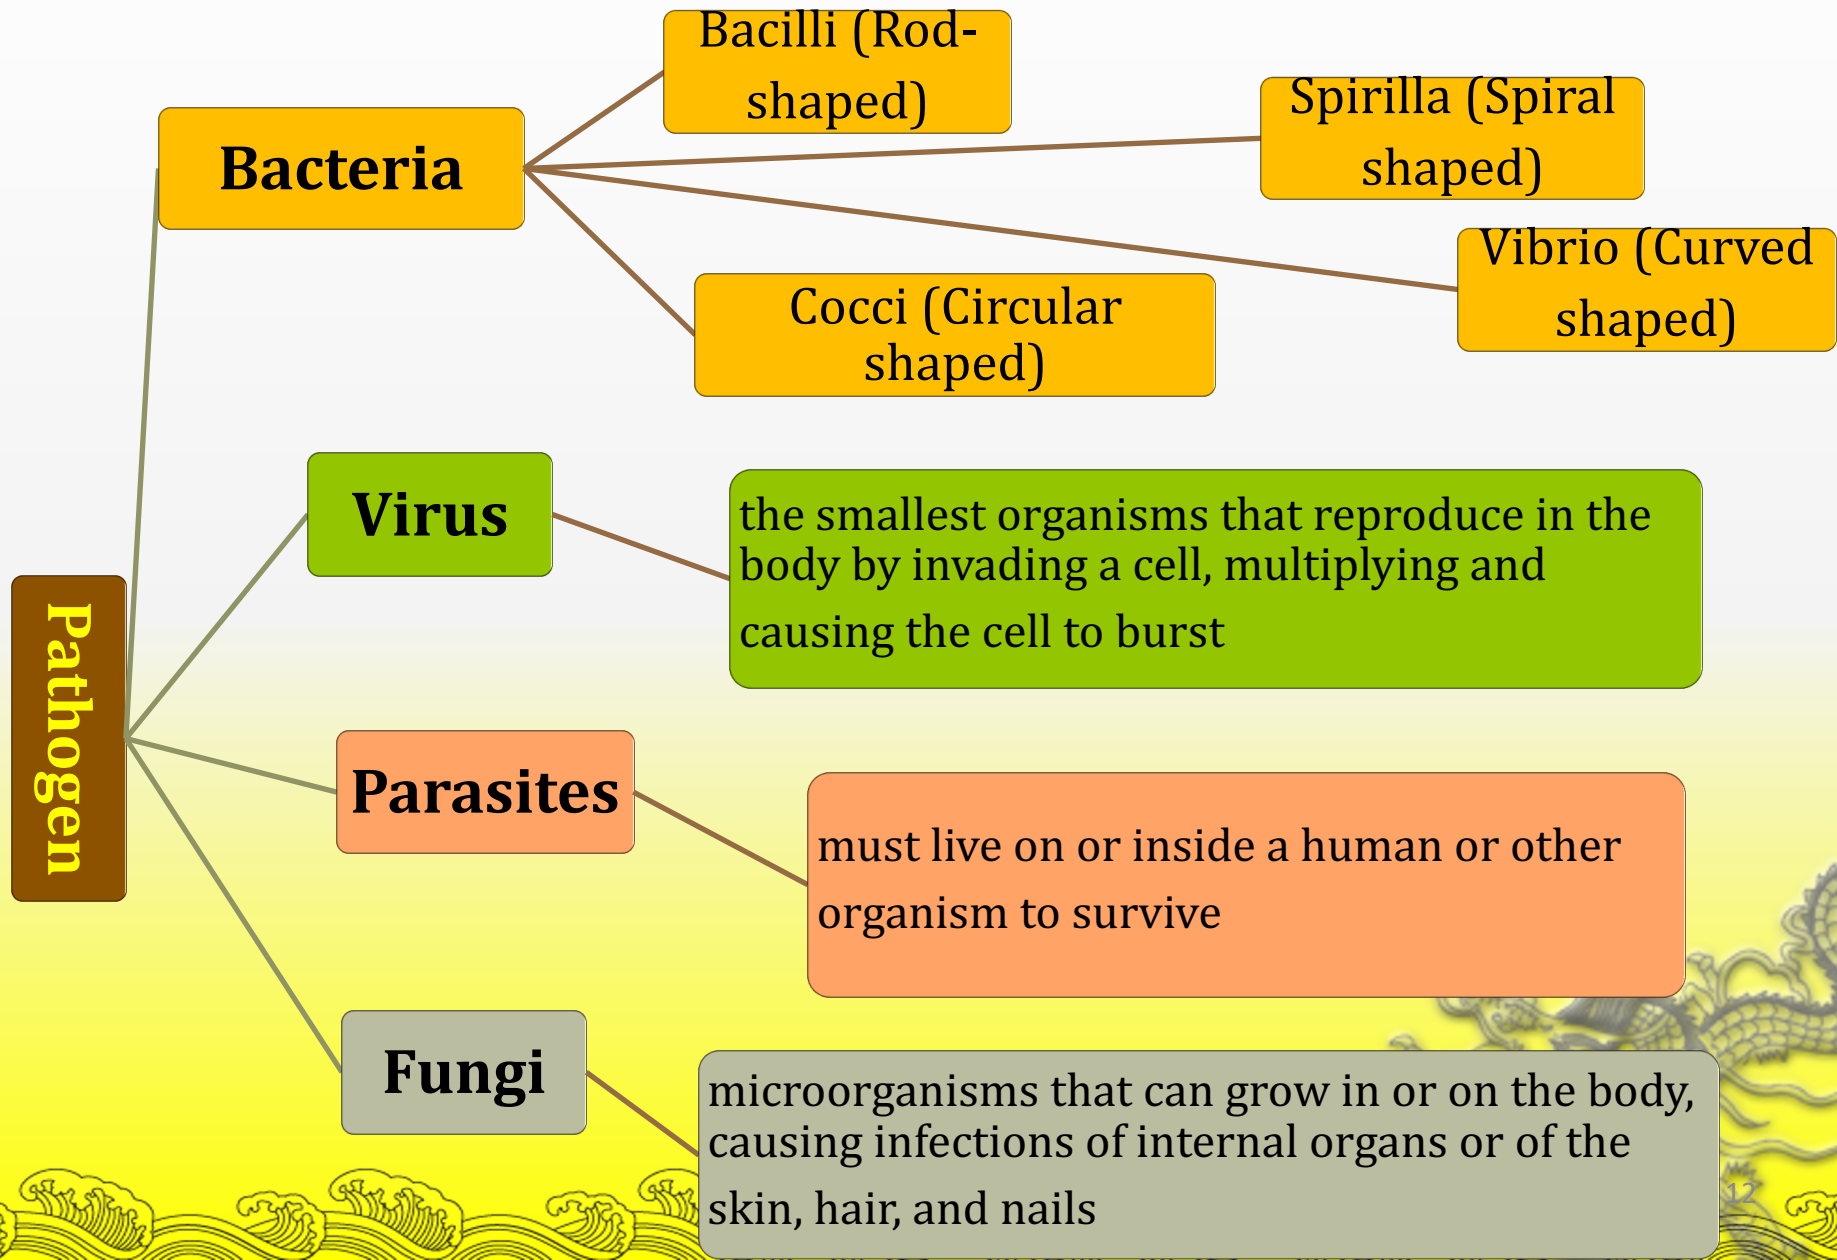 Pathogen
Bacteria
Bacilli (Rod-
shaped)
Spirilla (Spiral
shaped)
Vibrio (Curved
shaped)
Cocci (Circular
shaped)
Virus
the smallest organisms that reproduce in the
body by invading a cell, multiplying and
causing the cell to burst
Parasites
must live on or inside a human or other
organism to survive
Fungi
microorganisms that can grow in or on the body,
causing infections of internal organs or of the
skin, hair, and nails
12